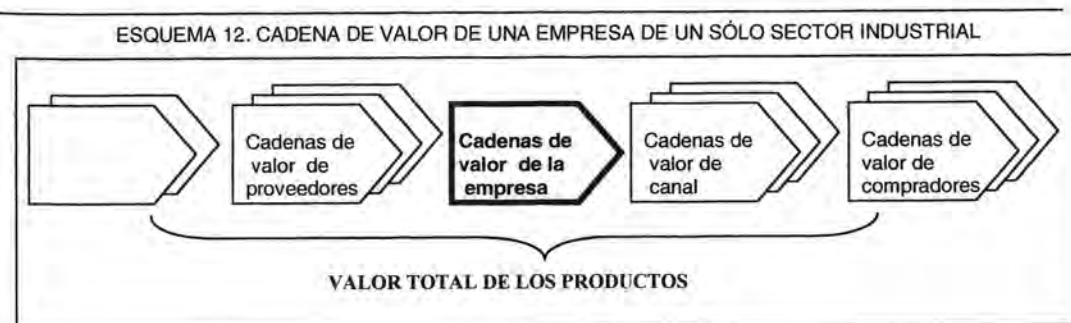 ESQUEMA 12. CADENA DE VALOR DE UNA EMPRESA DE UN SÓLO SECTOR INDUSTRIAL
Cadenas de
valor de
proveedores
Cadenas de
valor de la
empresa
Cadenas de
valor de
canal
Cadenas de
valor de
compradores
VALOR TOTAL DE LOS PRODUCTOS